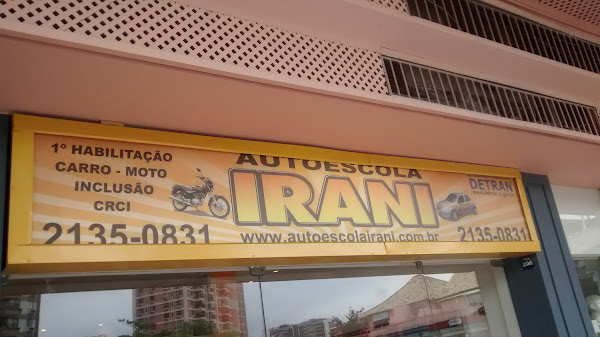 1º HABILITAÇÃO
CARRO - MOTO
INCLUSÃO
CRCI
2135-0831
AUTOESCOLA
IRANI
www.autoescolairani.com.br
DETRAN
2135-0831